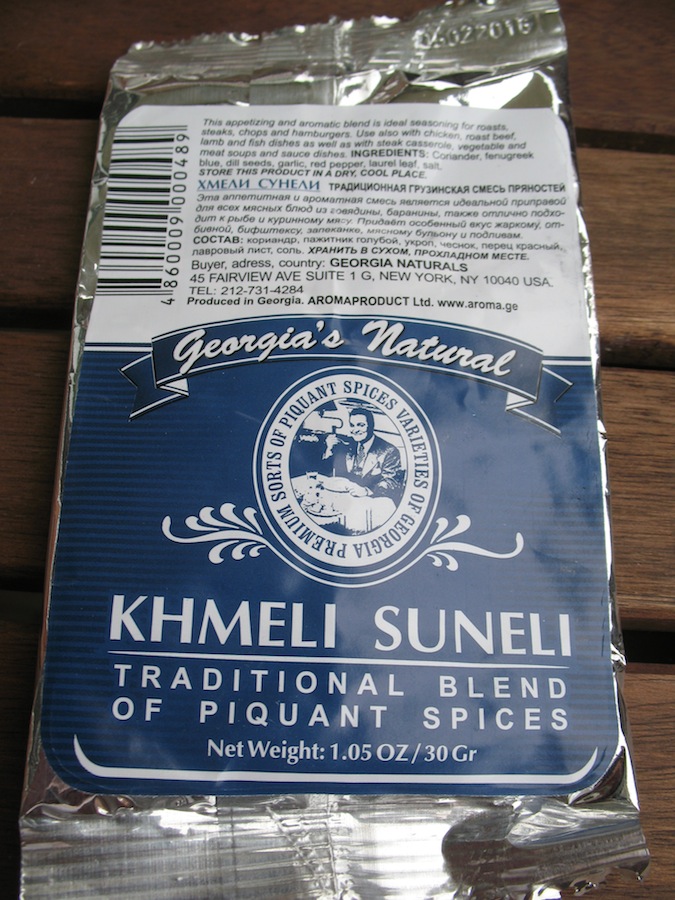 This appetizing and aromatic blend is ideal seasoning for roasts,
steaks, chops and hamburgers. Use also with chicken, roast beef,
lamb and fish dishes as well as with steak casserole, vegetable and
meat soups and sauce dishes. INGREDIENTS: Coriander, fenugreek
blue, dill seeds, garlic, red pepper, laurel leaf, salt.
STORE THIS PRODUCT IN A DRY, COOL PLACE.
ХМЕЛИ СУНЕЛИ ТРАДИЦИОННАЯ ГРУЗИНСКАЯ СМЕСЬ ПРЯНОСТЕЙ
Эта аппетитная и ароматная смесь является идеальной приправой
для всех мясных блюд из говядины, баранины, также отлично подхо-
дит к рыбе и куринному мясу. Придаёт особенный вкус жаркому, от-
бивной, бифштексу, запеканке, мясному бульону и подливам.
СОСТАВ: кориандр, пажитник голубой, укроп, чеснок, перец красный,
лавровый лист, соль. ХРАНИТЬ В СУХОМ, ПРОХЛАДНОМ МЕСТЕ.
Buyer, adress, country: GEORGIA NATURALS
45 FAIRVIEW AVE SUITE 1 G, NEW YORK, NY 10040 USA.
TEL: 212-731-4284
Produced in Georgia. AROMAPRODUCT Ltd. www.aroma.ge
4 860009 000489
Georgia's Natural
PREMIUM SORTS OF PIQUANT SPICES VARIETIES OF GEORGIA
KHMELI SUNELI
TRADITIONAL BLEND
OF PIQUANT SPICES
Net Weight: 1.05 OZ / 30 Gr